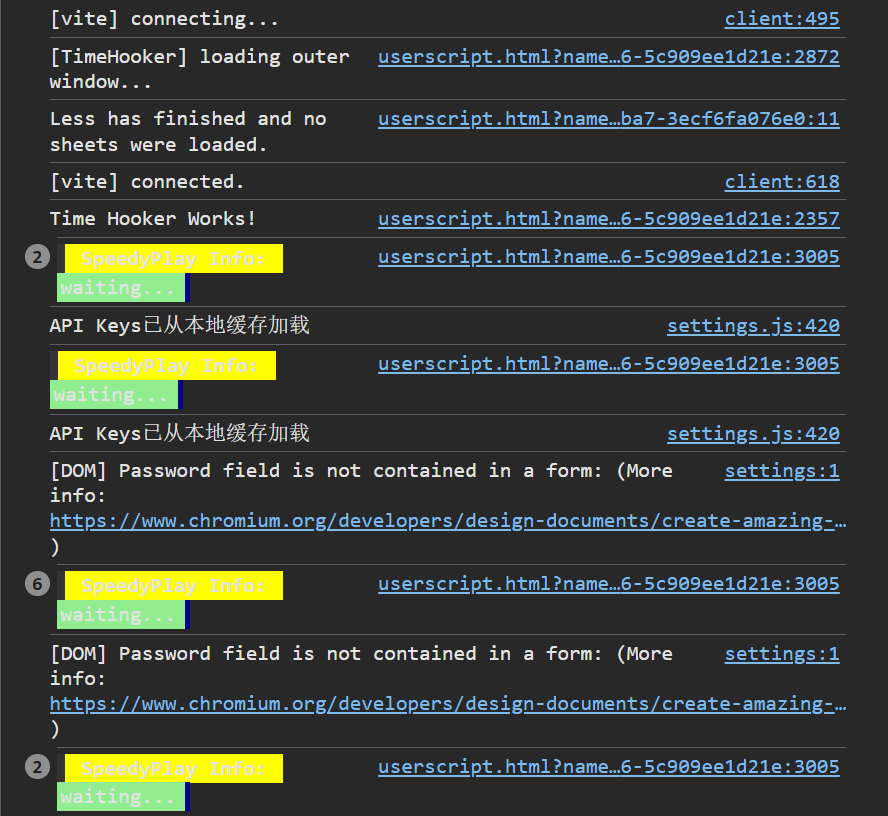 [vite] connecting... client:495
[TimeHooker] loading outer userscript.html?name…6-5c909ee1d21e:2872
window...
Less has finished and no userscript.html?name…ba7-3ecf6fa076e0:11
sheets were loaded.
[vite] connected. client:618
Time Hooker Works! userscript.html?name…6-5c909ee1d21e:2357
2 SpeedyPlay Info: userscript.html?name…6-5c909ee1d21e:3005
waiting...
API Keys已从本地缓存加载 settings.js:420
SpeedyPlay Info: userscript.html?name…6-5c909ee1d21e:3005
waiting...
API Keys已从本地缓存加载 settings.js:420
[DOM] Password field is not contained in a form: (More settings:1
info:
https://www.chromium.org/developers/design-documents/create-amazing-…
)
6 SpeedyPlay Info: userscript.html?name…6-5c909ee1d21e:3005
waiting...
[DOM] Password field is not contained in a form: (More settings:1
info:
https://www.chromium.org/developers/design-documents/create-amazing-…
)
2 SpeedyPlay Info: userscript.html?name…6-5c909ee1d21e:3005
waiting...